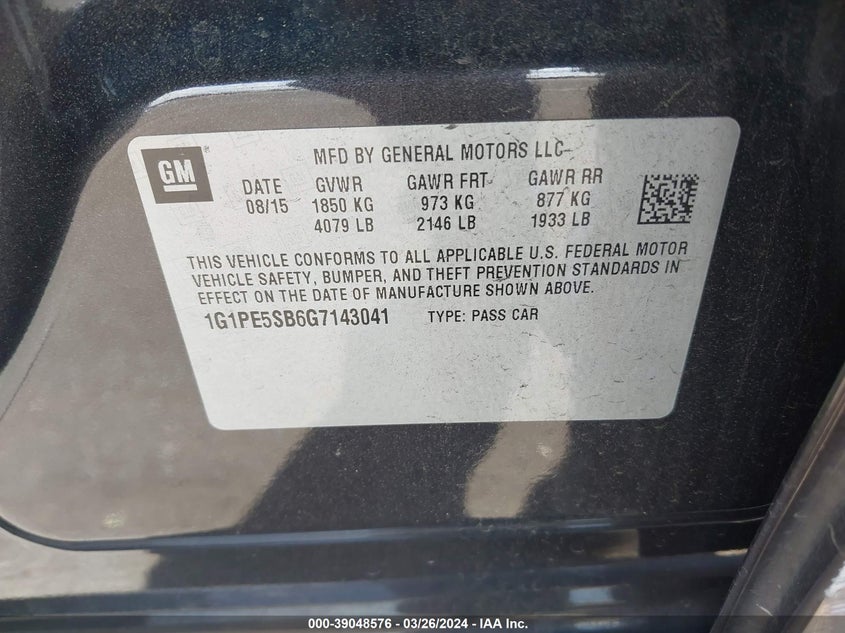 GM
MFD BY GENERAL MOTORS LLC
DATE GVWR GAWR FRT GAWR RR
08/15 1850 KG 973 KG 877 KG
4079 LB 2146 LB 1933 LB
THIS VEHICLE CONFORMS TO ALL APPLICABLE U.S. FEDERAL MOTOR
VEHICLE SAFETY, BUMPER, AND THEFT PREVENTION STANDARDS IN
EFFECT ON THE DATE OF MANUFACTURE SHOWN ABOVE.
1G1PE5SB6G7143041 TYPE: PASS CAR
000-39048576 - 03/26/2024 - IAA Inc.